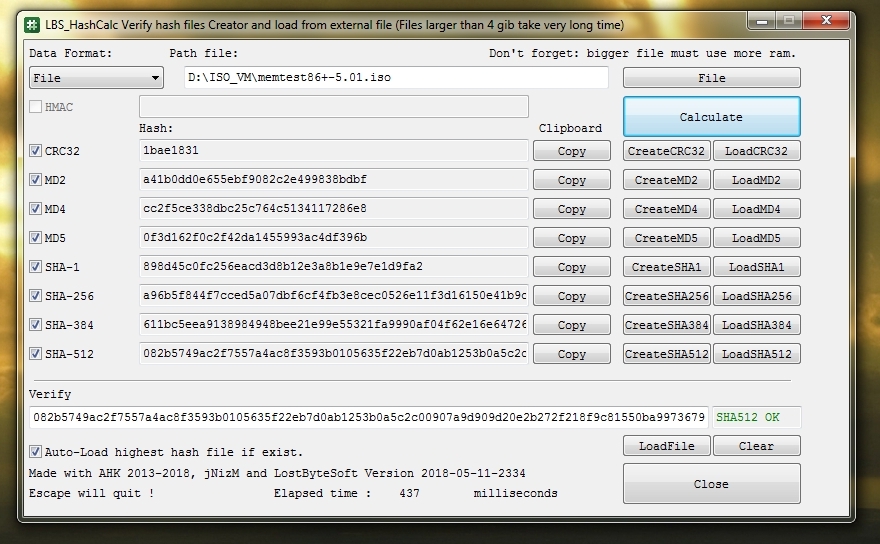 LBS_HashCalc Verify hash files Creator and load from external file (Files larger than 4 gib take very long time)
Data Format: Path file: Don't forget: bigger file must use more ram.
File D:\ISO_VM\memtest86+-5.01.iso File
HMAC Calculate
Hash: Clipboard
CRC32 1bae1831 Copy CreateCRC32 LoadCRC32
MD2 a41b0dd0e655ebf9082c2e499838bdbf Copy CreateMD2 LoadMD2
MD4 cc2f5ce338dbc25c764c5134117286e8 Copy CreateMD4 LoadMD4
MD5 0f3d162f0c2f42da1455993ac4df396b Copy CreateMD5 LoadMD5
SHA-1 898d45c0fc256eacd3d8b12e3a8b1e9e7e1d9fa2 Copy CreateSHA1 LoadSHA1
SHA-256 a96b5f844f7cced5a07dbf6cf4fb3e8cec0526e11f3d16150e41b9c Copy CreateSHA256 LoadSHA256
SHA-384 611bc5eea9138984948bee21e99e55321fa9990af04f62e16e64726 Copy CreateSHA384 LoadSHA384
SHA-512 082b5749ac2f7557a4ac8f3593b0105635f22eb7d0ab1253b0a5c2c Copy CreateSHA512 LoadSHA512
Verify
082b5749ac2f7557a4ac8f3593b0105635f22eb7d0ab1253b0a5c2c00907a9d909d20e2b272f218f9c81550ba9973679 SHA512 OK
Auto-Load highest hash file if exist. LoadFile Clear
Made with AHK 2013-2018, jNizM and LostByteSoft Version 2018-05-11-2334
Escape will quit ! Elapsed time : 437 milliseconds Close